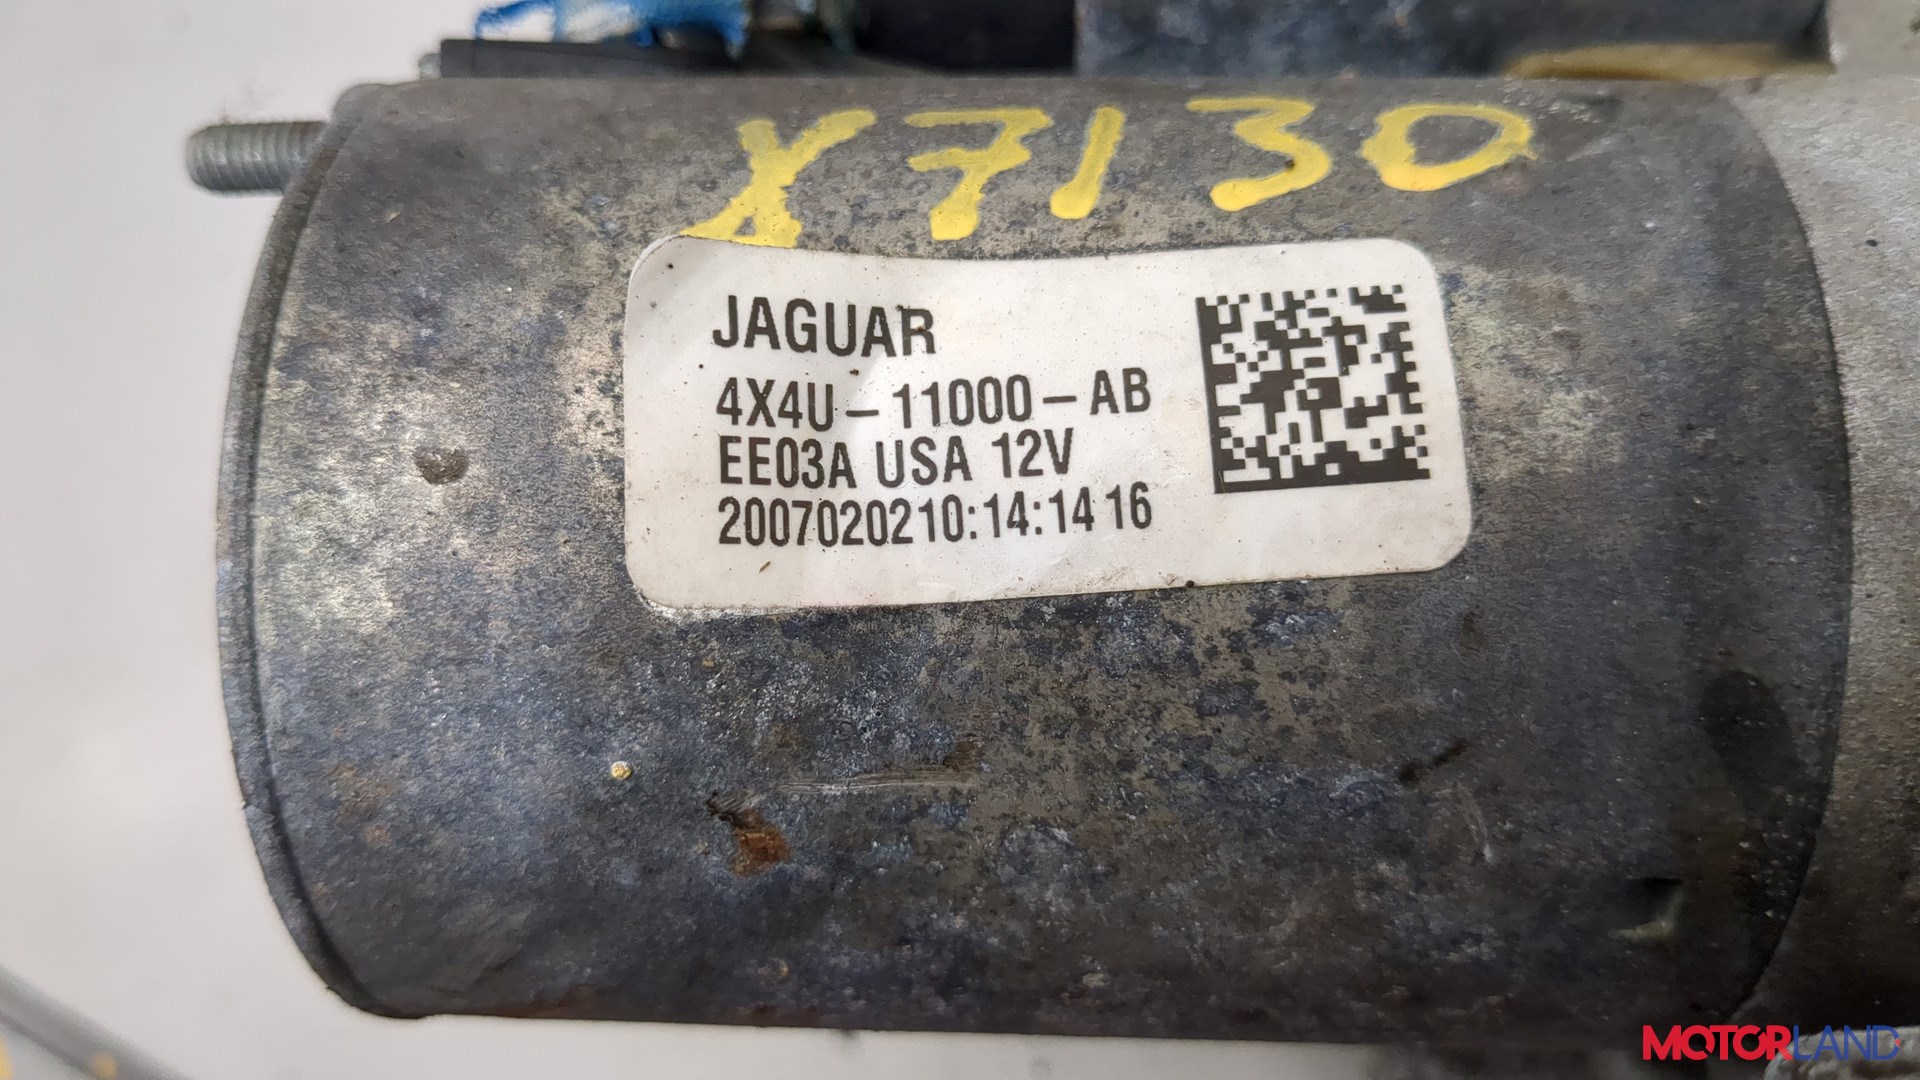 X7130
JAGUAR
4X4U-11000-AB
EE03A USA 12V
2007020210:14:14 16
MOTORLAND